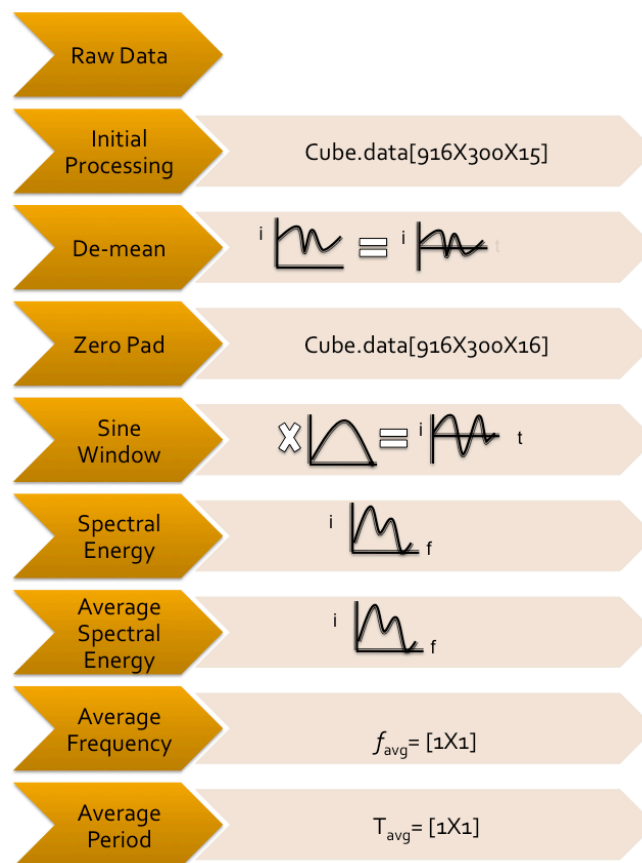 Raw Data
Initial
Processing
Cube.data[916X300X15]
De-mean
i
i
t
Zero Pad
Cube.data[916X300X16]
Sine
Window
i
t
Spectral
Energy
i
f
Average
Spectral
Energy
i
f
Average
Frequency
favg= [1X1]
Average
Period
Tavg= [1X1]